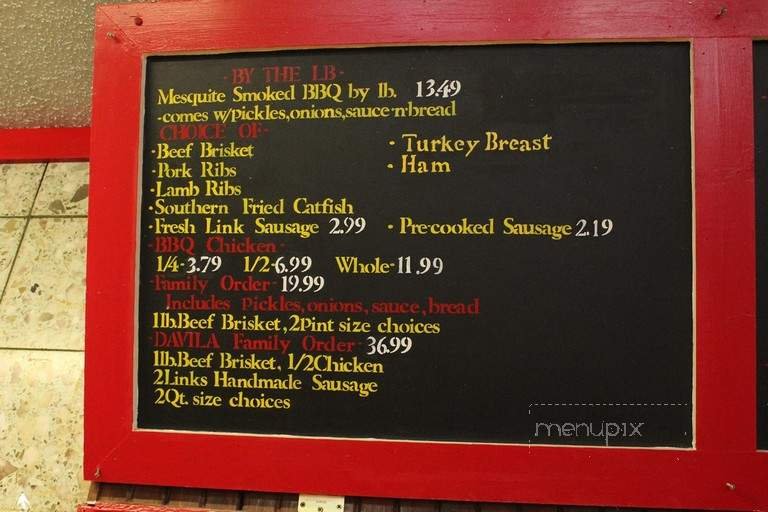 - BY THE LB -
Mesquite Smoked BBQ by lb. 13.49
-comes w/pickles,onions,sauce-n-bread
CHOICE OF-
·Beef Brisket
·Turkey Breast
·Pork Ribs
·Ham
·Lamb Ribs
·Southern Fried Catfish
·Fresh Link Sausage 2.99 ·Pre-cooked Sausage 2.19
-BBQ Chicken-
1/4-3.79 1/2-6.99 Whole-11.99
-Family Order- 19.99
Includes pickles,onions,sauce,bread
1lb.Beef Brisket,2Pint size choices
-DAVILA Family Order- 36.99
1lb.Beef Brisket, 1/2Chicken
2Links Handmade Sausage
2Qt. size choices
menupix